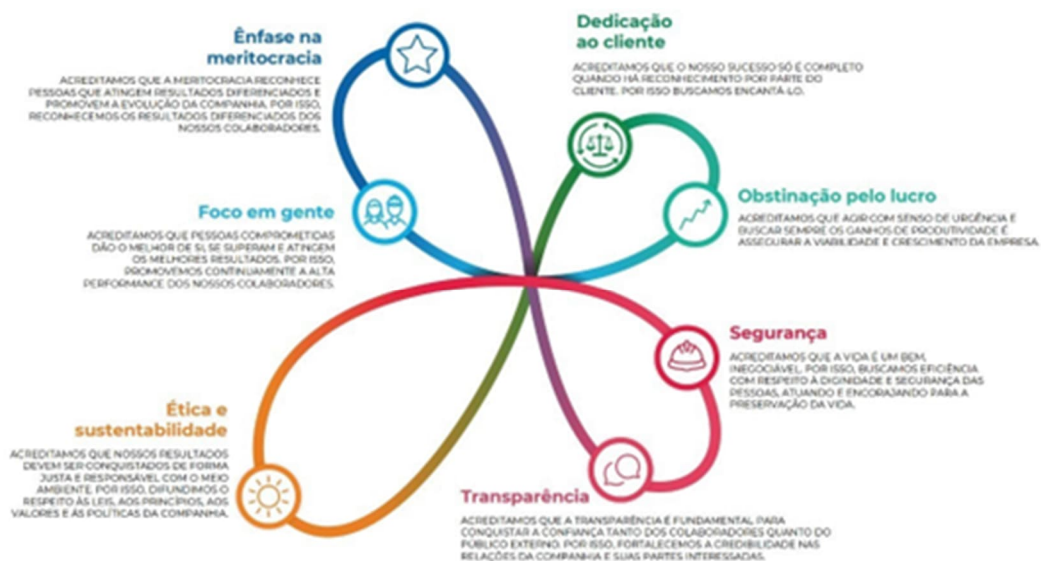 Ênfase na
meritocracia
ACREDITAMOS QUE A MERITOCRACIA RECONHECE
PESSOAS QUE ATINGEM RESULTADOS DIFERENCIADOS E
PROMOVEM A EVOLUÇÃO DA COMPANHIA. POR ISSO,
RECONHECEMOS OS RESULTADOS DIFERENCIADOS DOS
NOSSOS COLABORADORES.
Dedicação
ao cliente
ACREDITAMOS QUE O NOSSO SUCESSO SÓ É COMPLETO
QUANDO HÁ RECONHECIMENTO POR PARTE DO
CLIENTE. POR ISSO BUSCAMOS ENCANTÁ-LO.
Foco em gente
ACREDITAMOS QUE PESSOAS COMPROMETIDAS
DÃO O MELHOR DE SI, SE SUPERAM E ATINGEM
OS MELHORES RESULTADOS. POR ISSO,
PROMOVEMOS CONTINUAMENTE A ALTA
PERFORMANCE DOS NOSSOS COLABORADORES.
Obstinação pelo lucro
ACREDITAMOS QUE AGIR COM SENSO DE URGÊNCIA E
BUSCAR SEMPRE OS GANHOS DE PRODUTIVIDADE É
ASSEGURAR A VIABILIDADE E CRESCIMENTO DA EMPRESA.
Segurança
ACREDITAMOS QUE A VIDA É UM BEM,
INEGOCIÁVEL. POR ISSO, BUSCAMOS EFICIÊNCIA
COM RESPEITO À DIGNIDADE E SEGURANÇA DAS
PESSOAS, ATUANDO E ENCORAJANDO PARA A
PRESERVAÇÃO DA VIDA.
Ética e
sustentabilidade
ACREDITAMOS QUE NOSSOS RESULTADOS
DEVEM SER CONQUISTADOS DE FORMA
JUSTA E RESPONSÁVEL COM O MEIO
AMBIENTE. POR ISSO, DIFUNDIMOS O
RESPEITO ÀS LEIS, AOS PRINCÍPIOS, AOS
VALORES E ÀS POLÍTICAS DA COMPANHIA.
Transparência
ACREDITAMOS QUE A TRANSPARÊNCIA É FUNDAMENTAL PARA
CONQUISTAR A CONFIANÇA TANTO DOS COLABORADORES QUANTO DO
PÚBLICO EXTERNO. POR ISSO, FORTALECEMOS A CREDIBILIDADE NAS
RELAÇÕES DA COMPANHIA E SUAS PARTES INTERESSADAS.